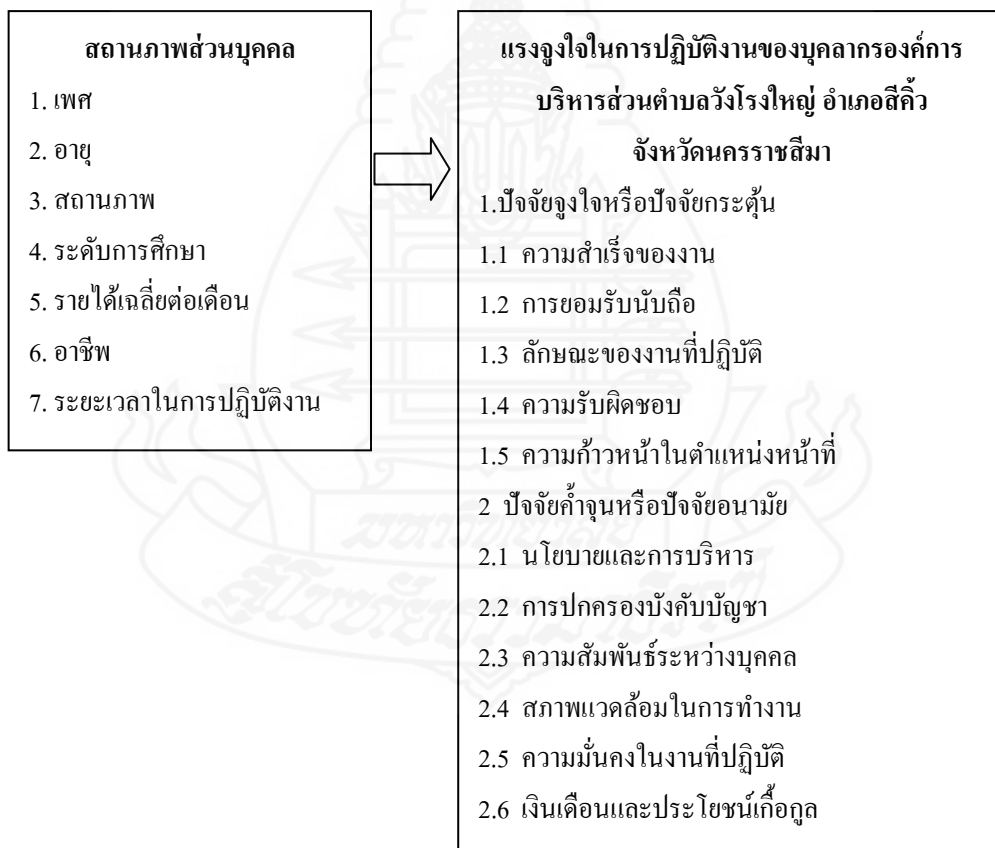 สถานภาพส่วนบุคคล
1. เพศ
2. อายุ
3. สถานภาพ
4. ระดับการศึกษา
5. รายได้เฉลี่ยต่อเดือน
6. อาชีพ
7. ระยะเวลาในการปฏิบัติงาน
แรงจูงใจในการปฏิบัติงานของบุคลากรองค์การ
บริหารส่วนตำบลวังโรงใหญ่ อำเภอสีคิ้ว
จังหวัดนครราชสีมา
1.ปัจจัยจูงใจหรือปัจจัยกระตุ้น
1.1 ความสำเร็จของงาน
1.2 การยอมรับนับถือ
1.3 ลักษณะของงานที่ปฏิบัติ
1.4 ความรับผิดชอบ
1.5 ความก้าวหน้าในตำแหน่งหน้าที่
2 ปัจจัยค้ำจุนหรือปัจจัยอนามัย
2.1 นโยบายและการบริหาร
2.2 การปกครองบังคับบัญชา
2.3 ความสัมพันธ์ระหว่างบุคคล
2.4 สภาพแวดล้อมในการทำงาน
2.5 ความมั่นคงในงานที่ปฏิบัติ
2.6 เงินเดือนและประโยชน์เกื้อกูล